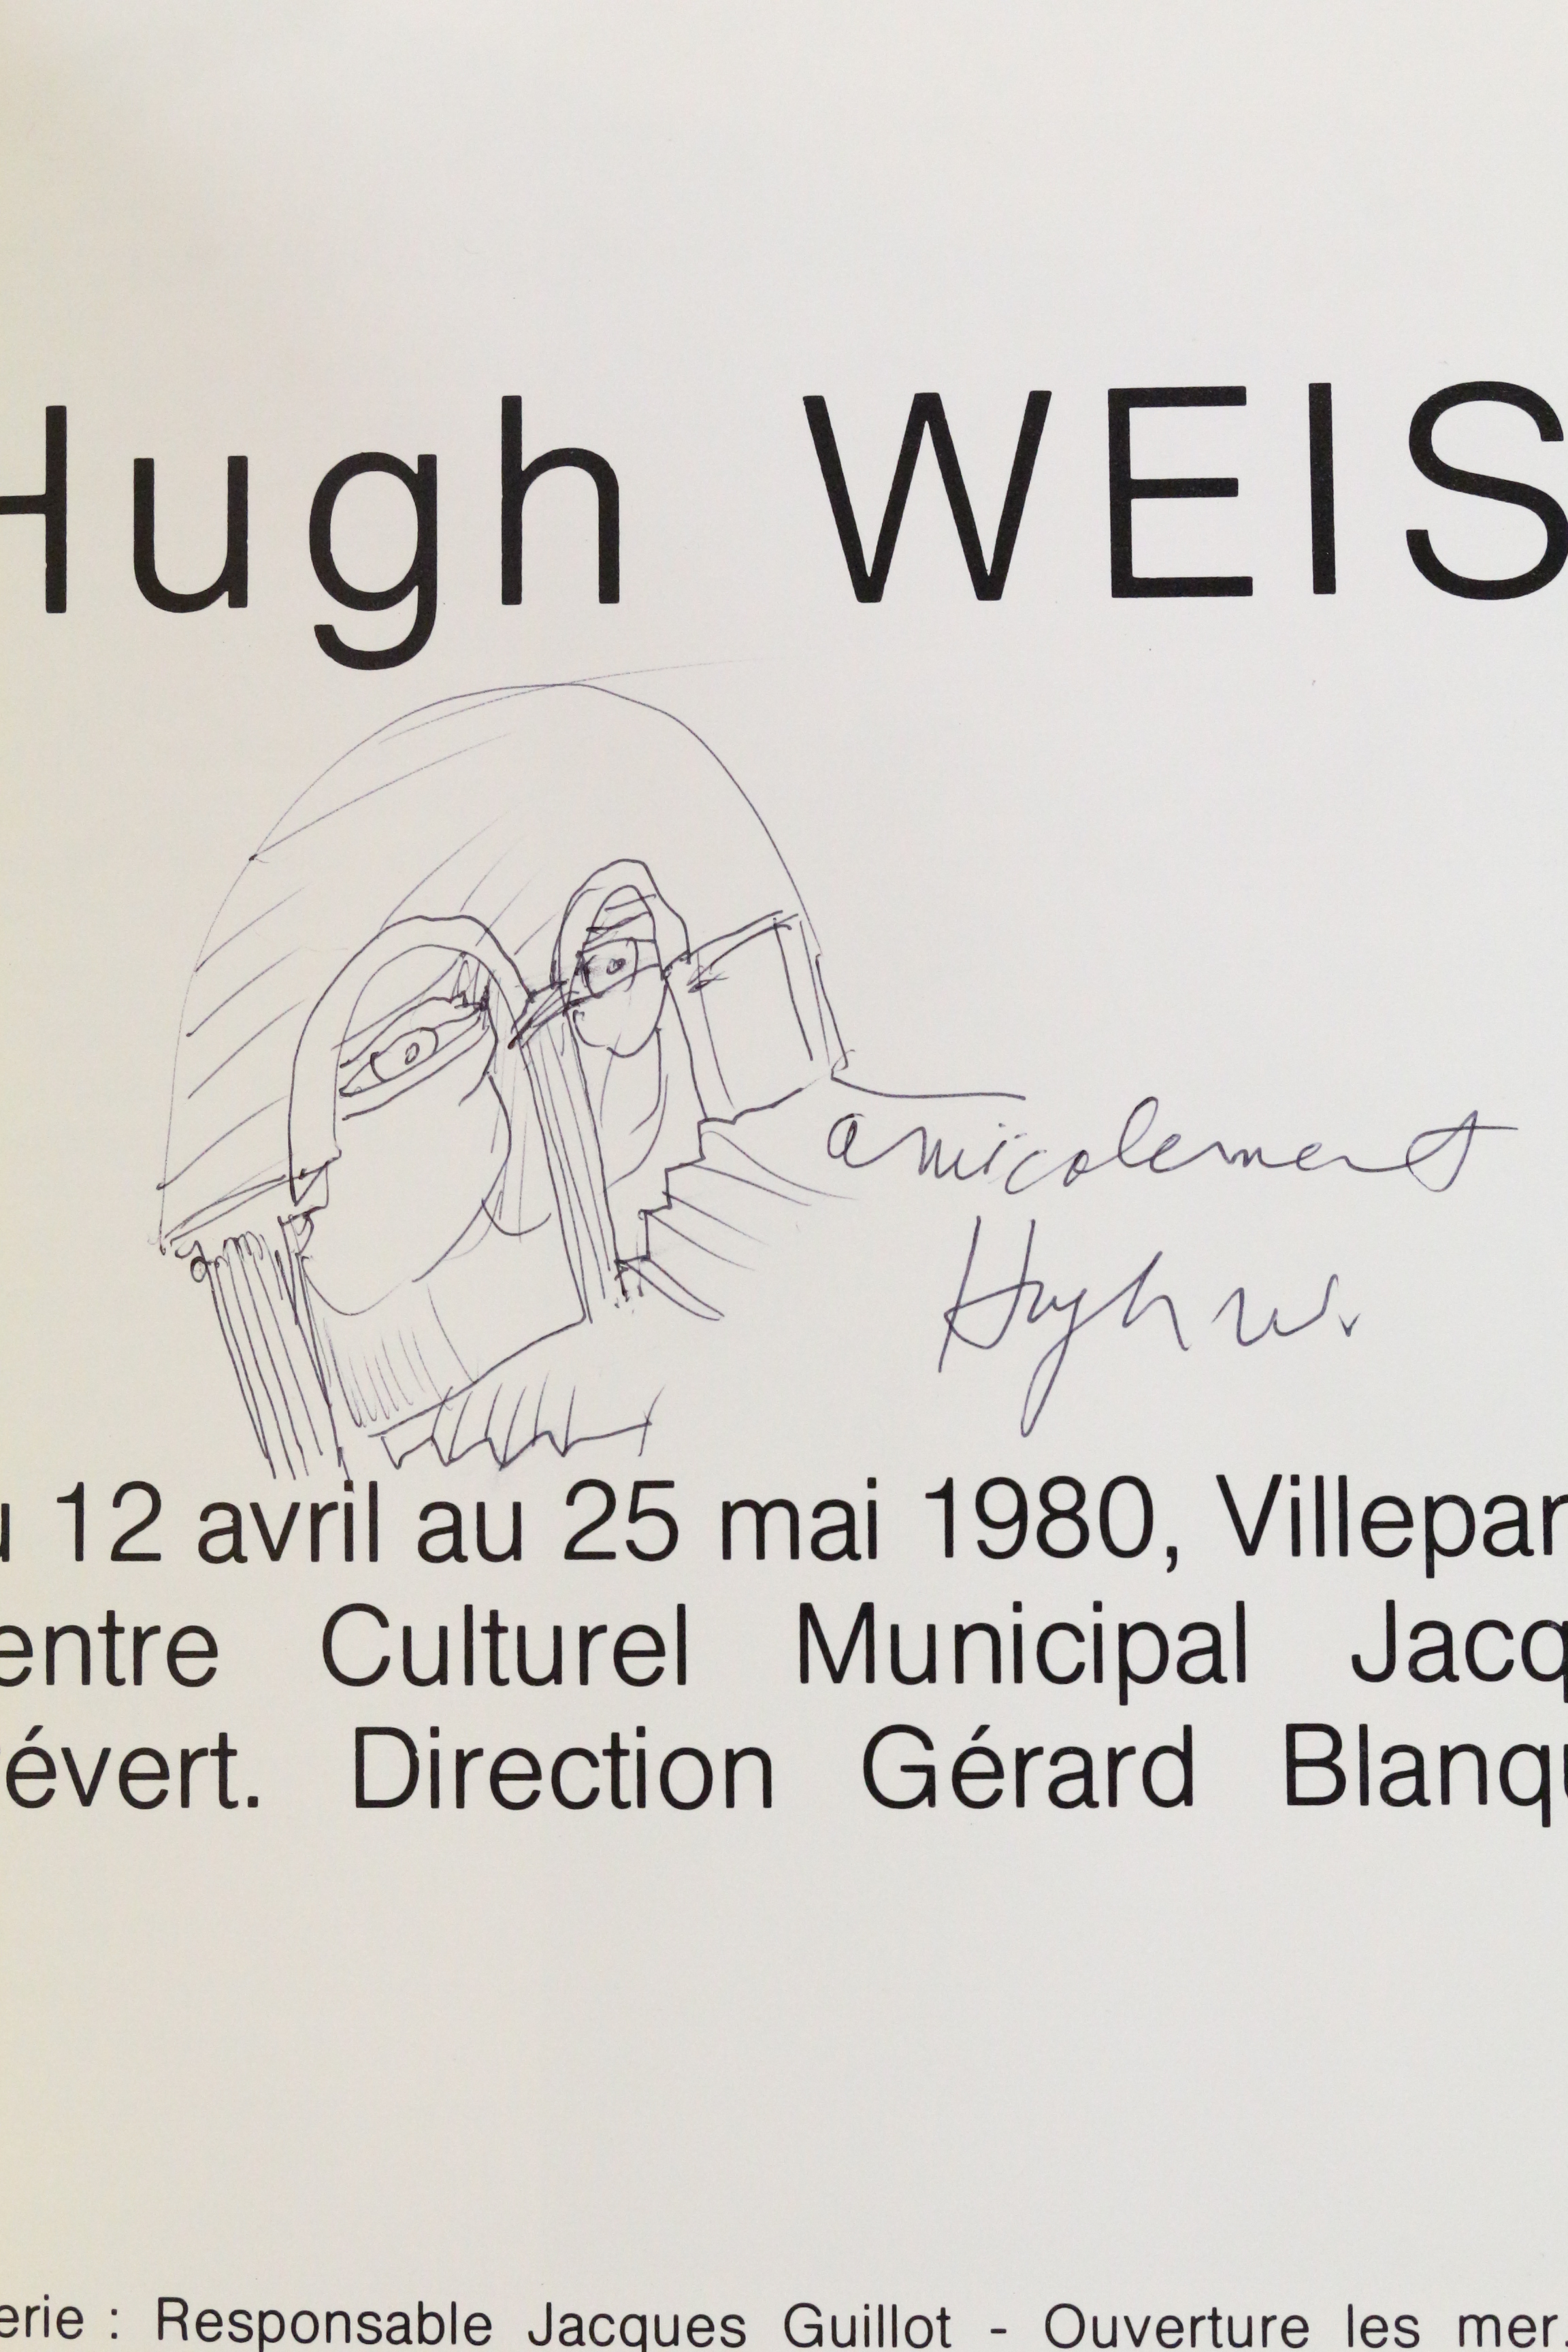 Hugh WEIS
amicalement
Hugh W.
u 12 avril au 25 mai 1980, Villepar
entre Culturel Municipal Jacq
évert. Direction Gérard Blanqu
erie : Responsable Jacques Guillot - Ouverture les mer